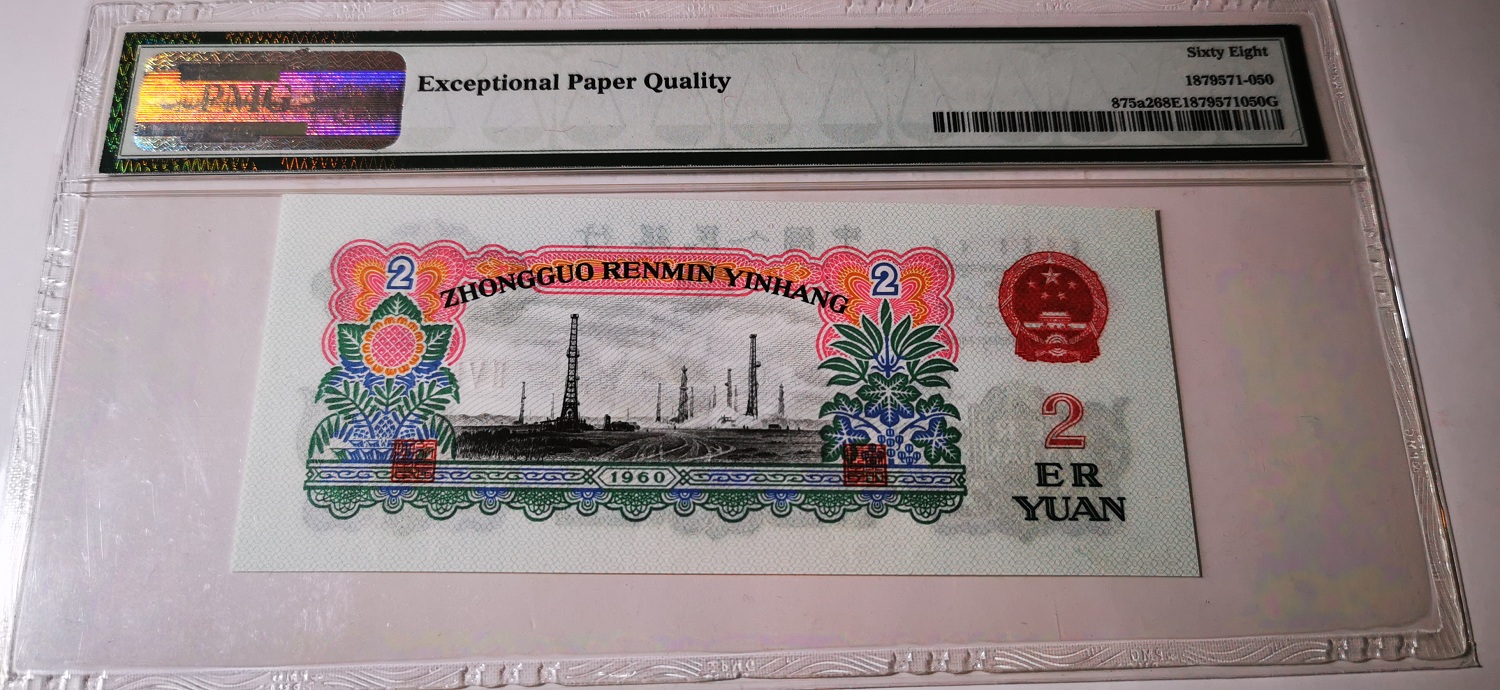 PMG
Exceptional Paper Quality
Sixty Eight
1879571-050
875a268E1879571050G
2
2
ZHONGGUO RENMIN YINHANG
1960
2
ER
YUAN